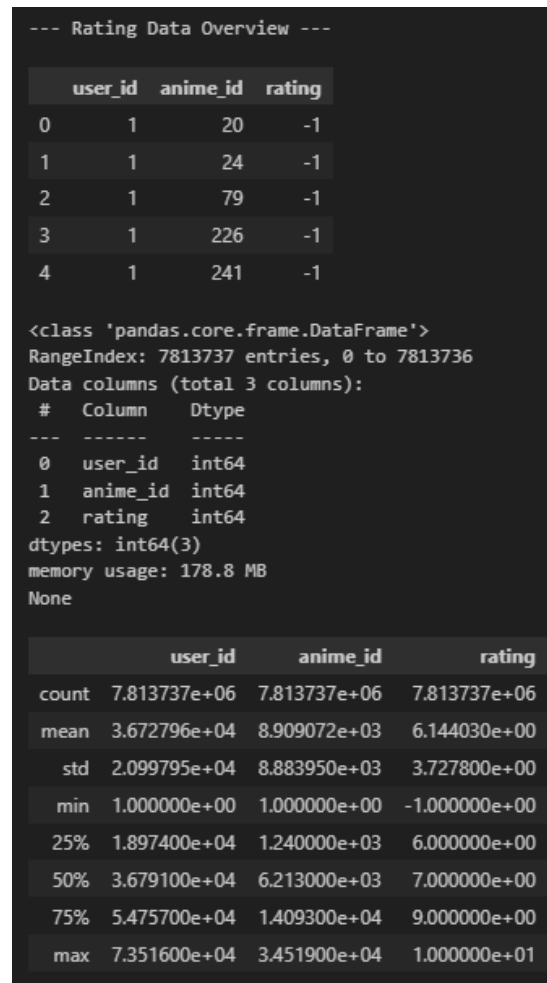 --- Rating Data Overview ---
user_id anime_id rating
0 1 20 -1
1 1 24 -1
2 1 79 -1
3 1 226 -1
4 1 241 -1
<class 'pandas.core.frame.DataFrame'>
RangeIndex: 7813737 entries, 0 to 7813736
Data columns (total 3 columns):
# Column Dtype
--- ------ -----
0 user_id int64
1 anime_id int64
2 rating int64
dtypes: int64(3)
memory usage: 178.8 MB
None
user_id anime_id rating
count 7.813737e+06 7.813737e+06 7.813737e+06
mean 3.672796e+04 8.909072e+03 6.144030e+00
std 2.099795e+04 8.883950e+03 3.727800e+00
min 1.000000e+00 1.000000e+00 -1.000000e+00
25% 1.897400e+04 1.240000e+03 6.000000e+00
50% 3.679100e+04 6.213000e+03 7.000000e+00
75% 5.475700e+04 1.409300e+04 9.000000e+00
max 7.351600e+04 3.451900e+04 1.000000e+01